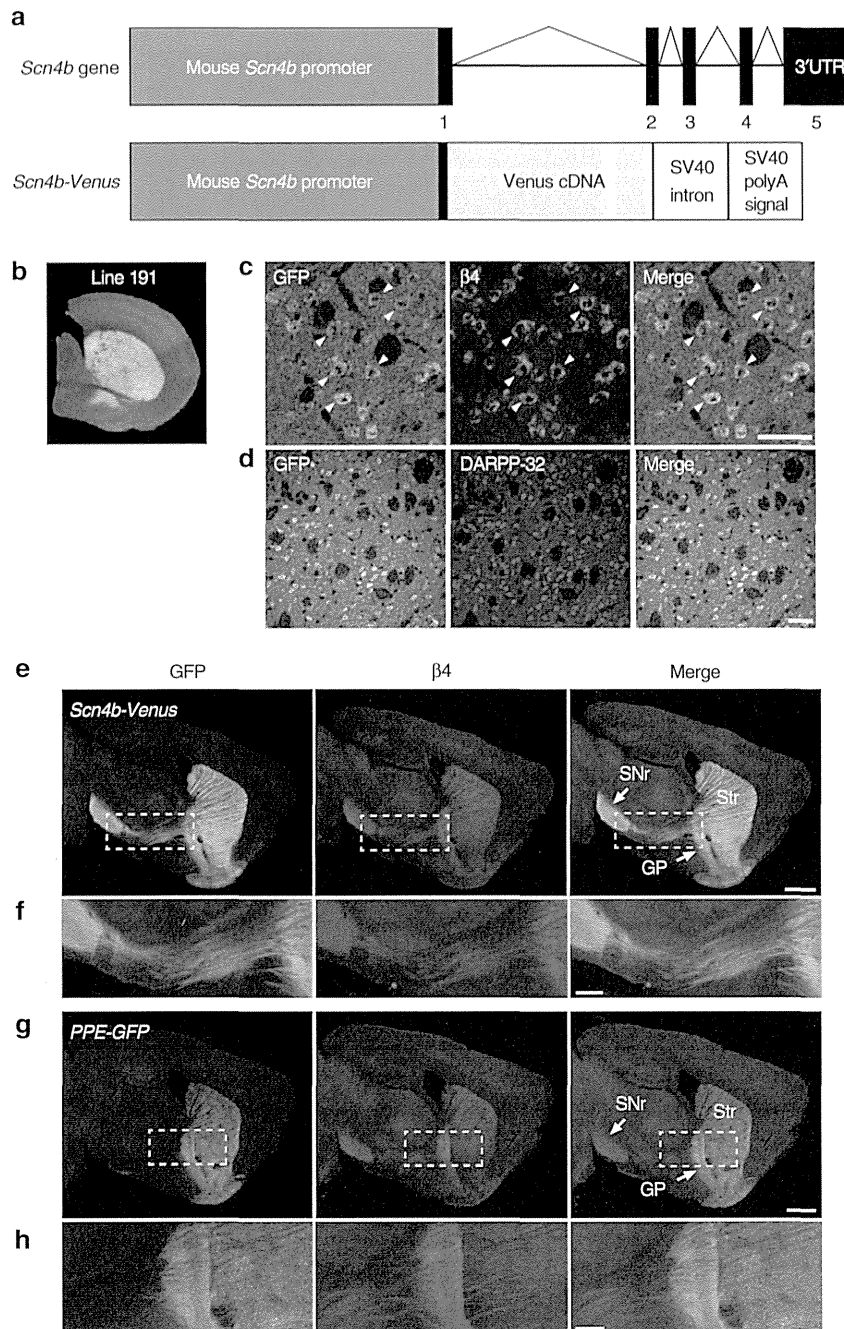 a
Scn4b gene
Mouse Scn4b promoter
3′UTR
1 2 3 4 5
Scn4b-Venus
Mouse Scn4b promoter
Venus cDNA
SV40 intron
SV40 polyA signal
b
Line 191
c
GFP
β4
Merge
d
GFP
DARPP-32
Merge
e
GFP
β4
Merge
Scn4b-Venus
SNr
Str
GP
f
g
PPE-GFP
SNr
Str
GP
h